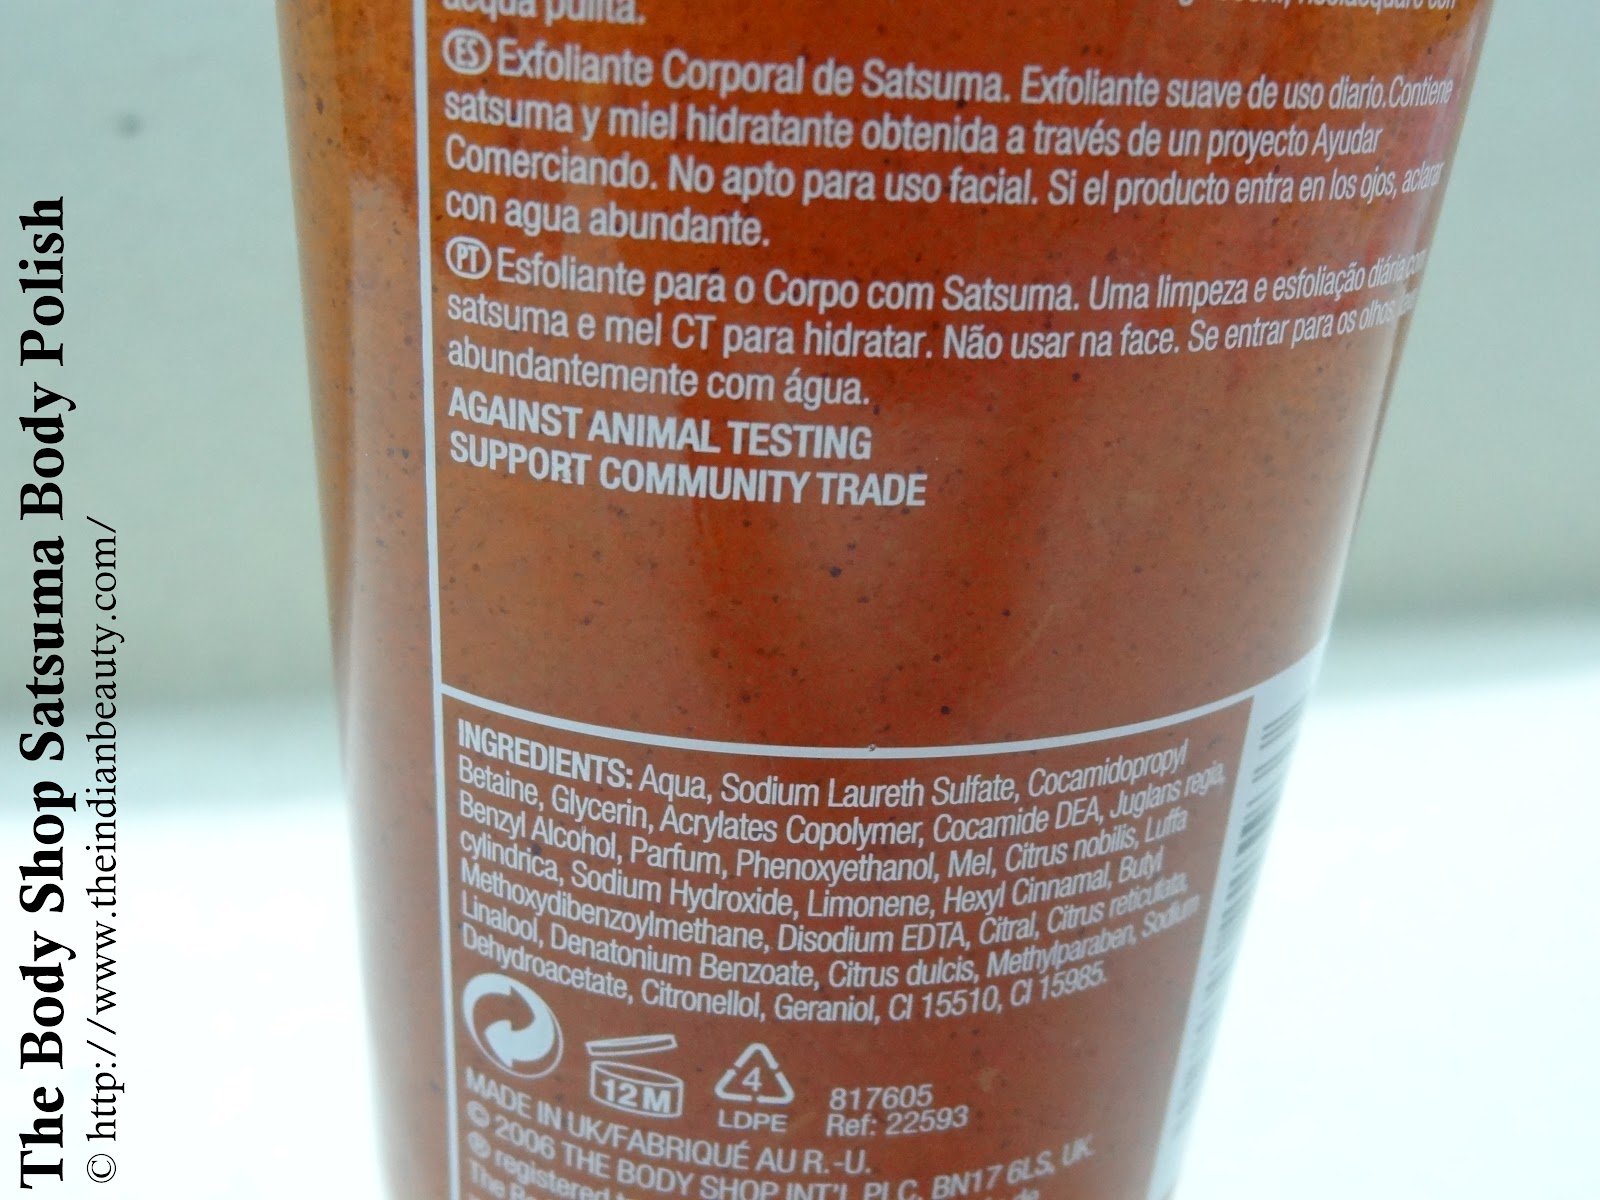 acqua pulita.
ES Exfoliante Corporal de Satsuma. Exfoliante suave de uso diario. Contiene
satsuma y miel hidratante obtenida a través de un proyecto Ayudar
Comerciando. No apto para uso facial. Si el producto entra en los ojos, aclarar
con agua abundante.
PT Esfoliante para o Corpo com Satsuma. Uma limpeza e esfoliação diária com
satsuma e mel CT para hidratar. Não usar na face. Se entrar para os olhos,
abundantemente com água.
AGAINST ANIMAL TESTING
SUPPORT COMMUNITY TRADE
INGREDIENTS: Aqua, Sodium Laureth Sulfate, Cocamidopropyl
Betaine, Glycerin, Acrylates Copolymer, Cocamide DEA, Juglans regia,
Benzyl Alcohol, Parfum, Phenoxyethanol, Mel, Citrus nobilis, Luffa
cylindrica, Sodium Hydroxide, Limonene, Hexyl Cinnamal, Butyl
Methoxydibenzoylmethane, Disodium EDTA, Citral, Citrus reticulata,
Linalool, Denatonium Benzoate, Citrus dulcis, Methylparaben, Sodium
Dehydroacetate, Citronellol, Geraniol, CI 15510, CI 15985.
12M
4
LDPE
817605
Ref: 22593
MADE IN UK/FABRIQUÉ AU R.-U.
© 2006 THE BODY SHOP INT'L PLC, BN17 6LS, UK.
® registered
The Body Shop Satsuma Body Polish
© http://www.theindianbeauty.com/